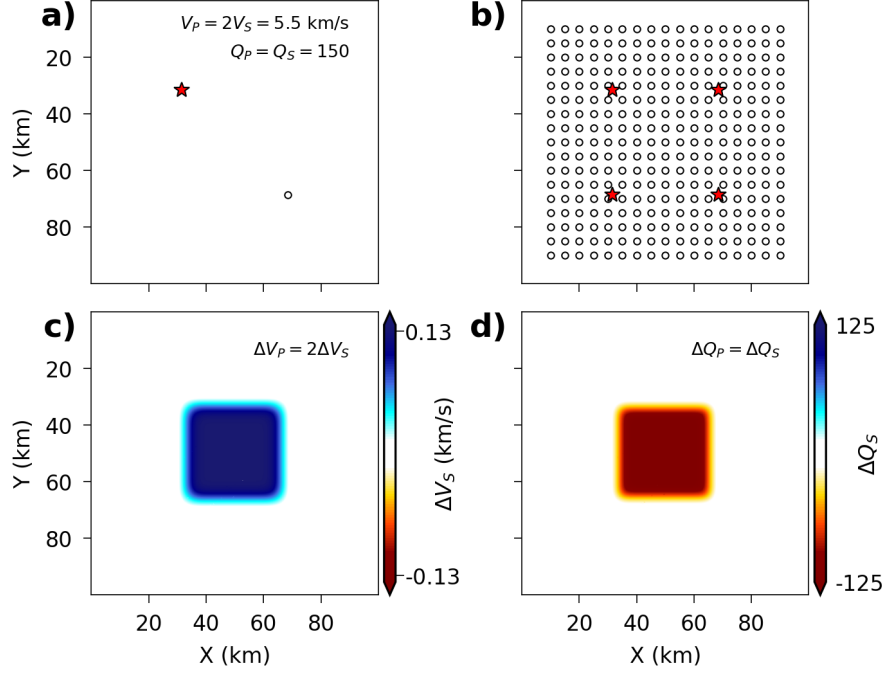 a)
V_P = 2V_S = 5.5 km/s
Q_P = Q_S = 150
20
40
60
80
Y (km)
b)
c)
ΔV_P = 2ΔV_S
20
40
60
80
Y (km)
20 40 60 80
X (km)
0.13
-0.13
ΔV_S (km/s)
d)
ΔQ_P = ΔQ_S
20 40 60 80
X (km)
125
-125
ΔQ_S